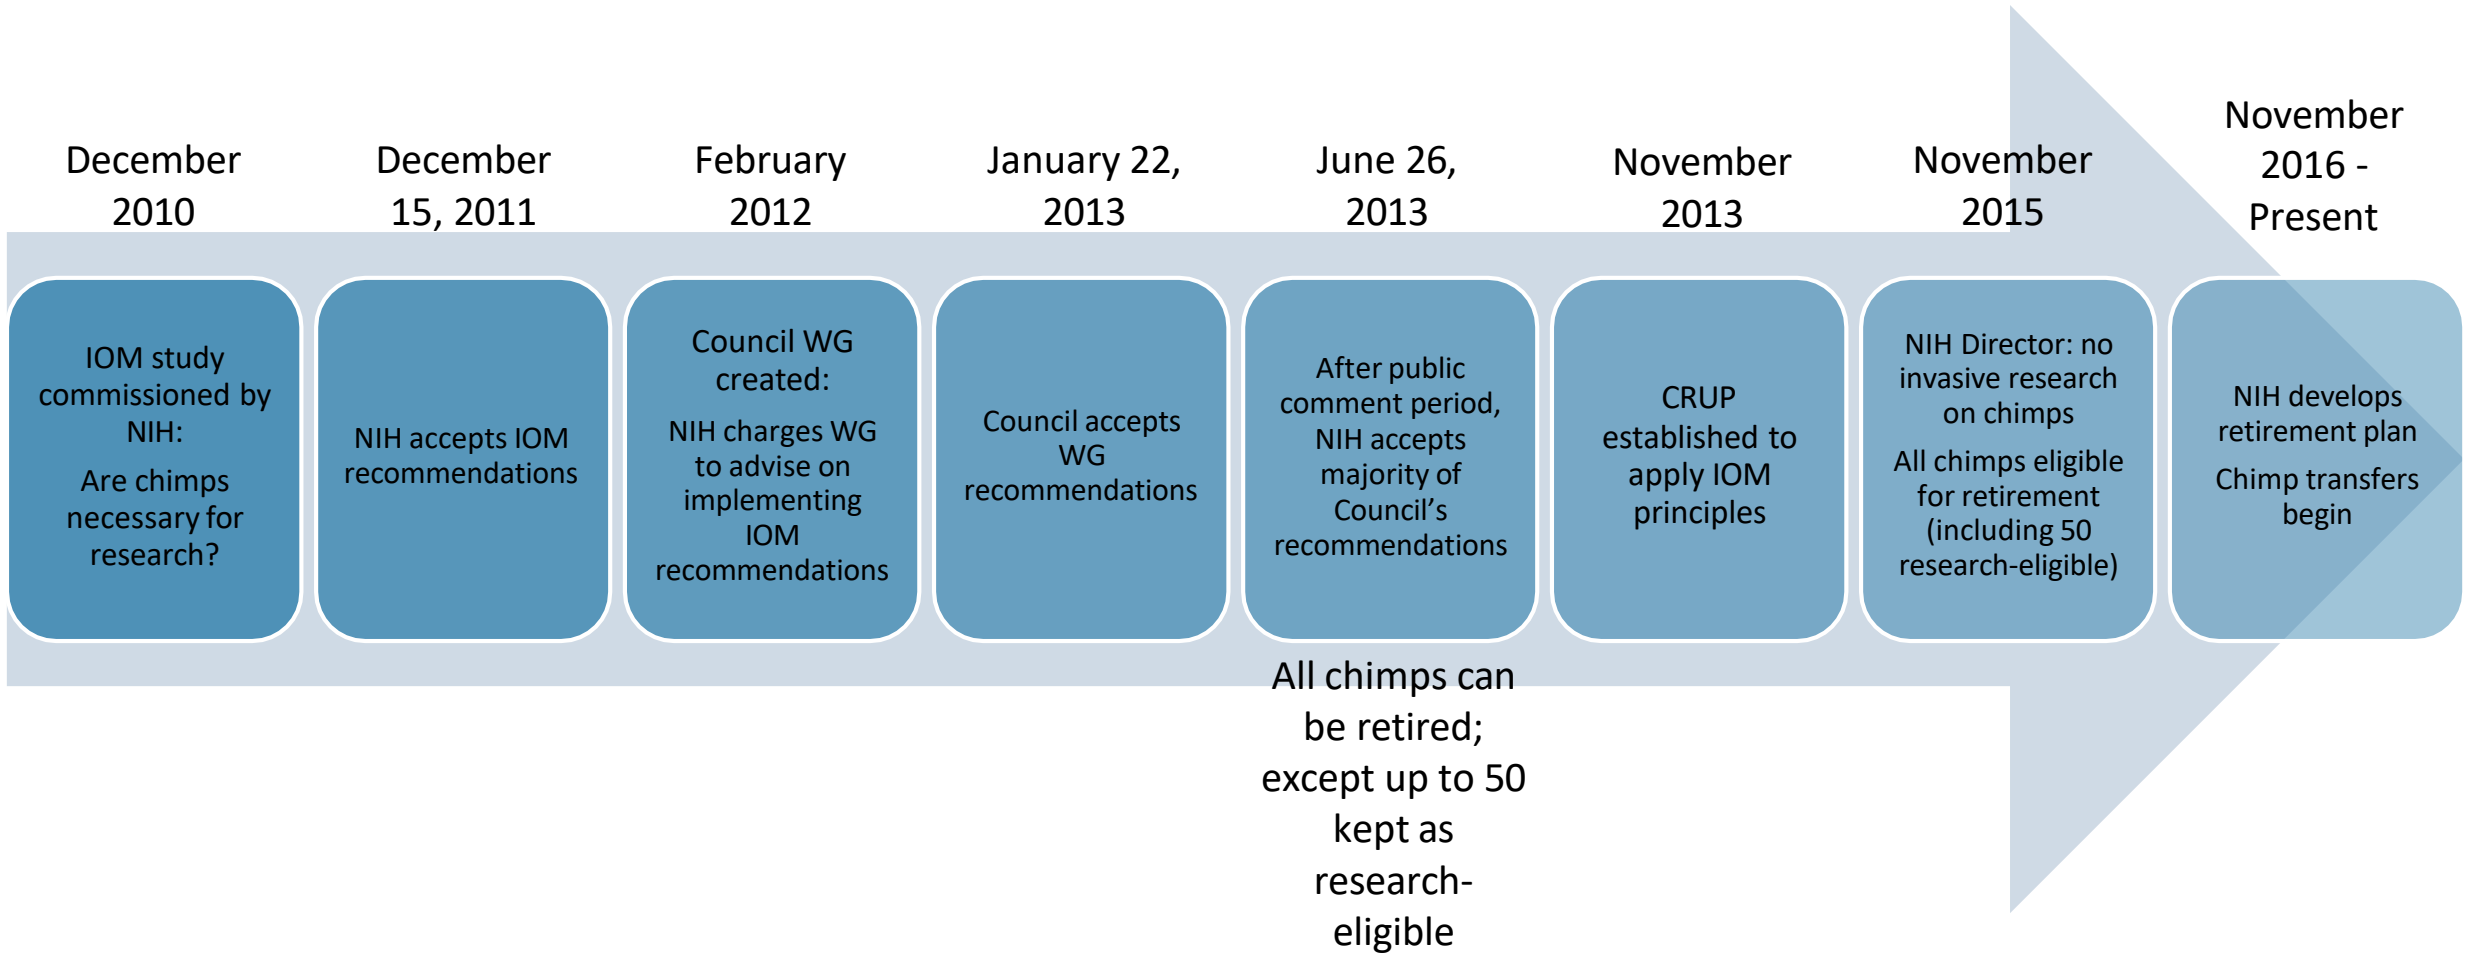 December
2010
IOM study
commissioned by
NIH:
Are chimps
necessary for
research?
December
15, 2011
NIH accepts IOM
recommendations
February
2012
Council WG
created:
NIH charges WG
to advise on
implementing
IOM
recommendations
January 22,
2013
Council accepts
WG
recommendations
June 26,
2013
After public
comment period,
NIH accepts
majority of
Council’s
recommendations
All chimps can
be retired;
except up to 50
kept as
research-
eligible
November
2013
CRUP
established to
apply IOM
principles
November
2015
NIH Director: no
invasive research
on chimps
All chimps eligible
for retirement
(including 50
research-eligible)
November
2016 -
Present
NIH develops
retirement plan
Chimp transfers
begin